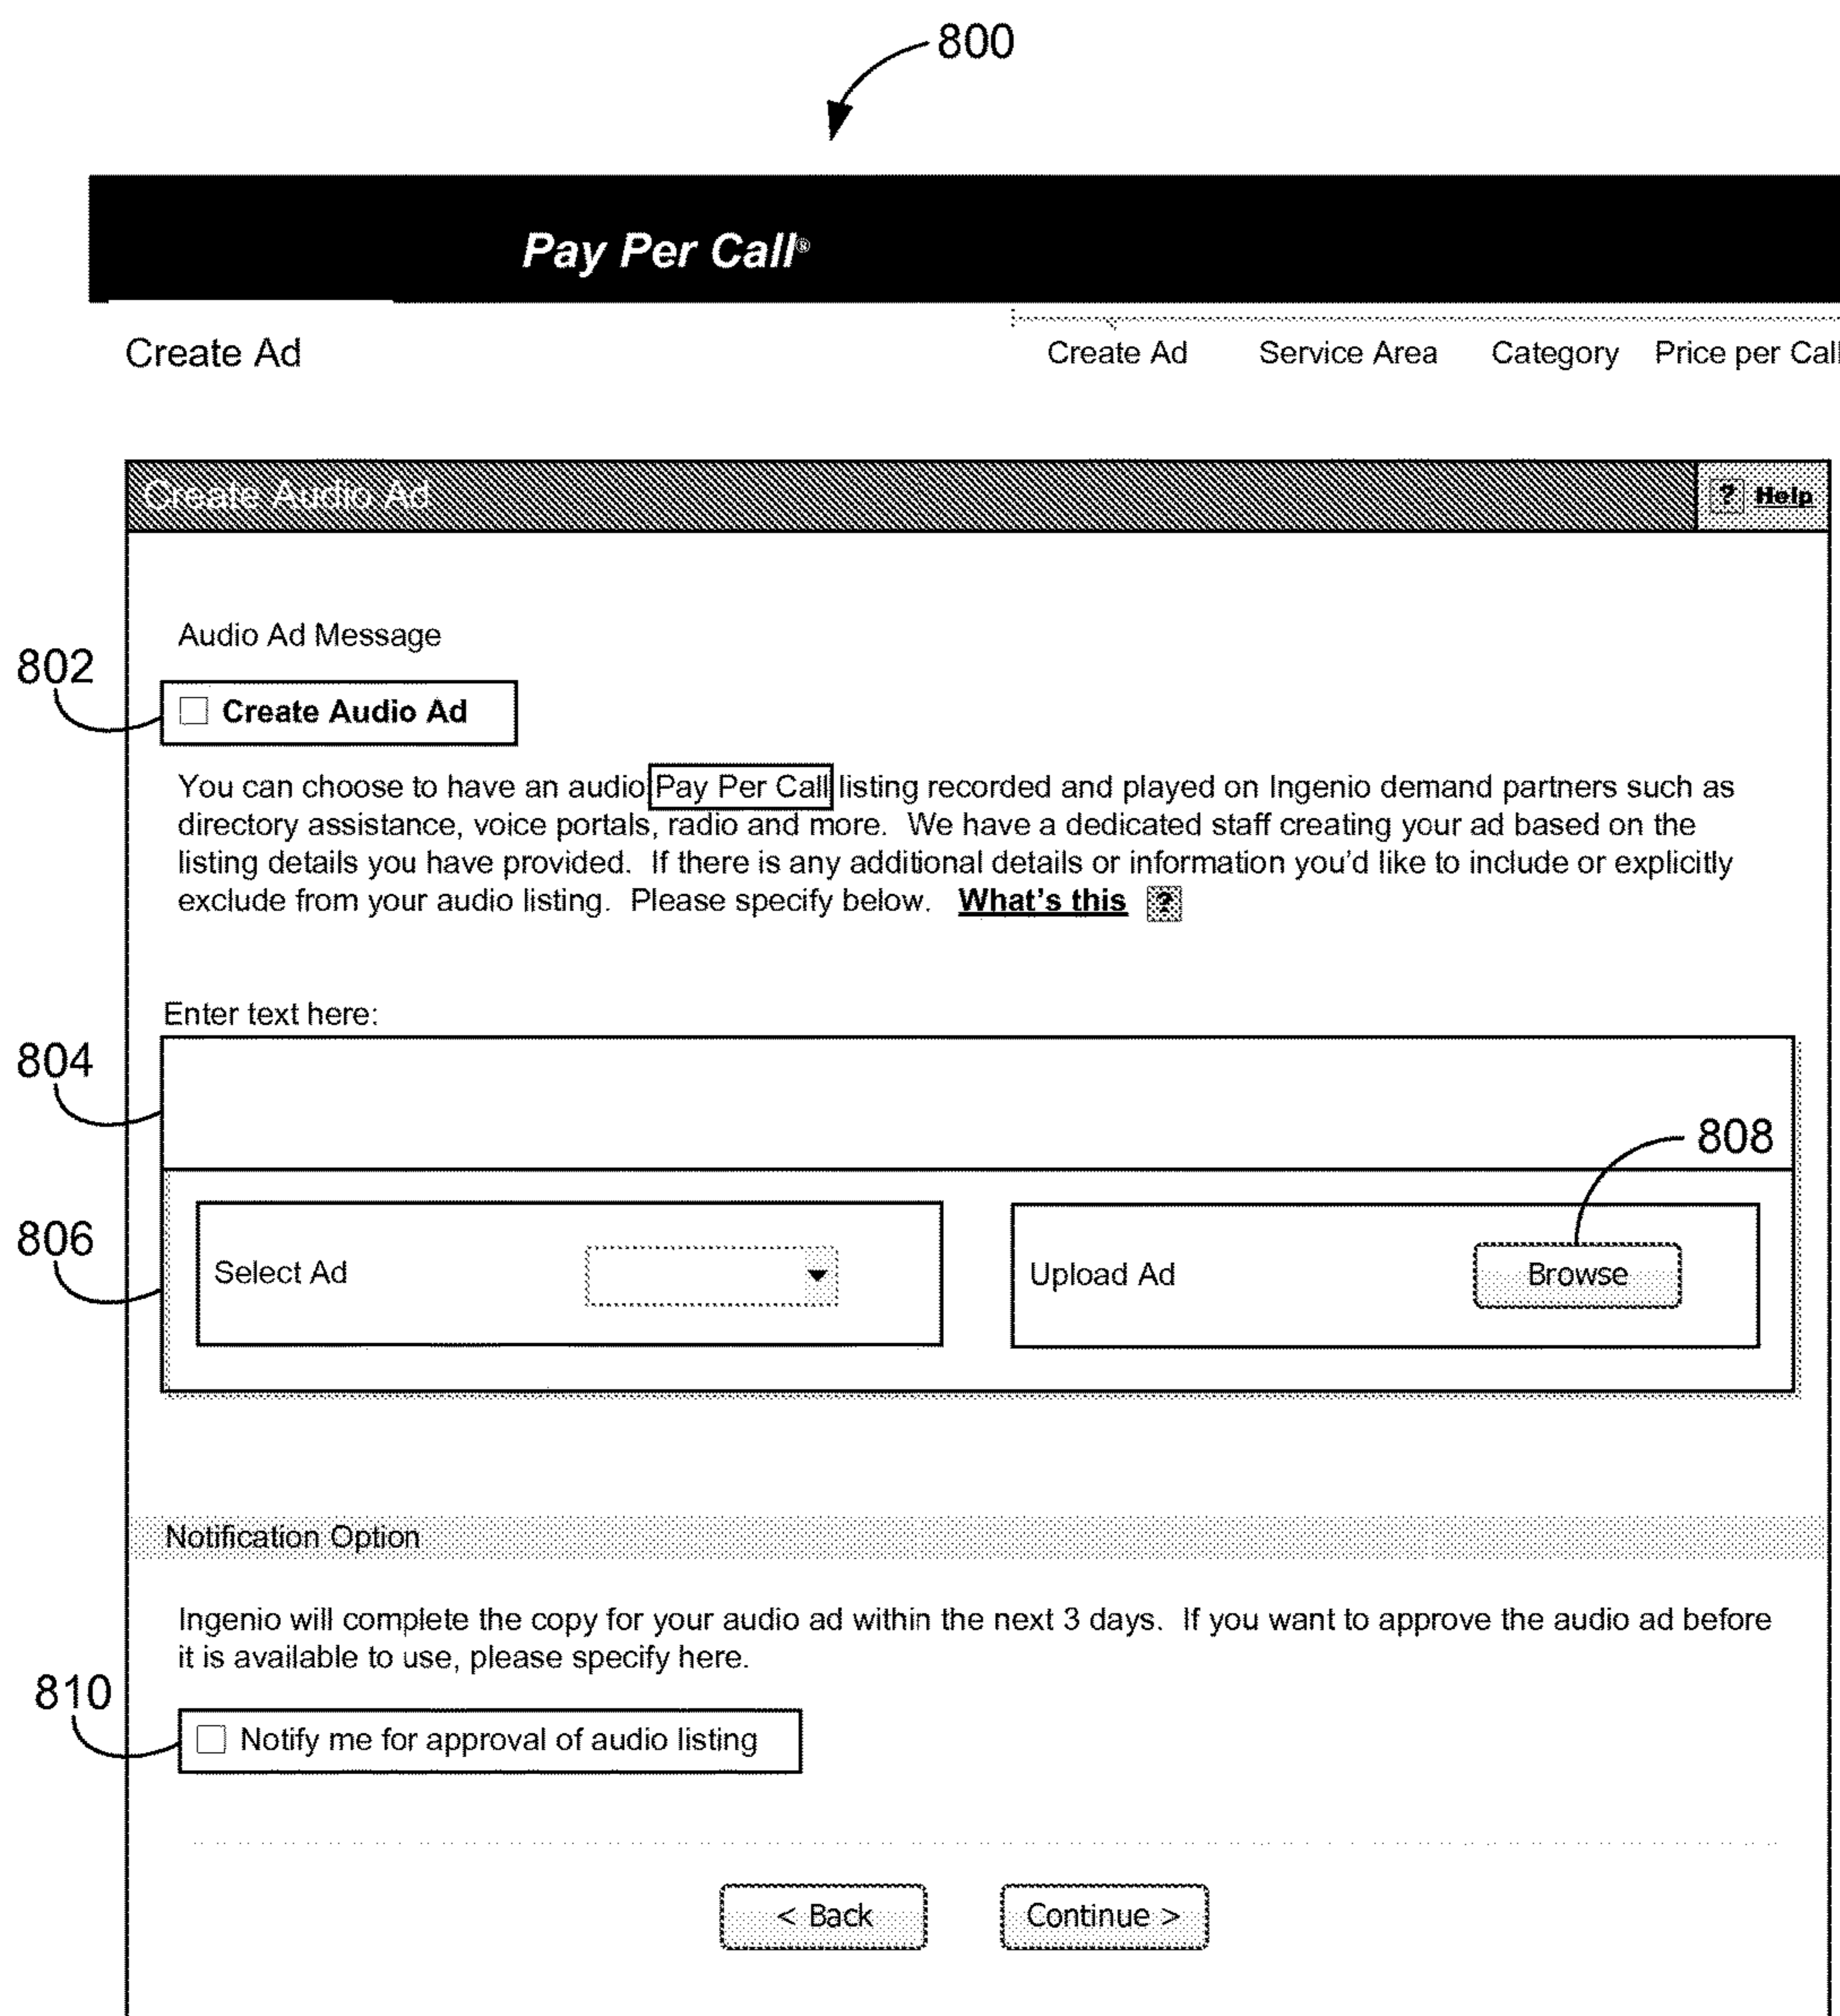 800
Pay Per Call®
Create Ad
Create Ad Service Area Category Price per Call
Create Audio Ad
? Help
Audio Ad Message
802
Create Audio Ad
You can choose to have an audio Pay Per Call listing recorded and played on Ingenio demand partners such as
directory assistance, voice portals, radio and more. We have a dedicated staff creating your ad based on the
listing details you have provided. If there is any additional details or information you'd like to include or explicitly
exclude from your audio listing. Please specify below. What's this ?
Enter text here:
804
808
806
Select Ad
Upload Ad
Browse
Notification Option
Ingenio will complete the copy for your audio ad within the next 3 days. If you want to approve the audio ad before
it is available to use, please specify here.
810
Notify me for approval of audio listing
< Back
Continue >